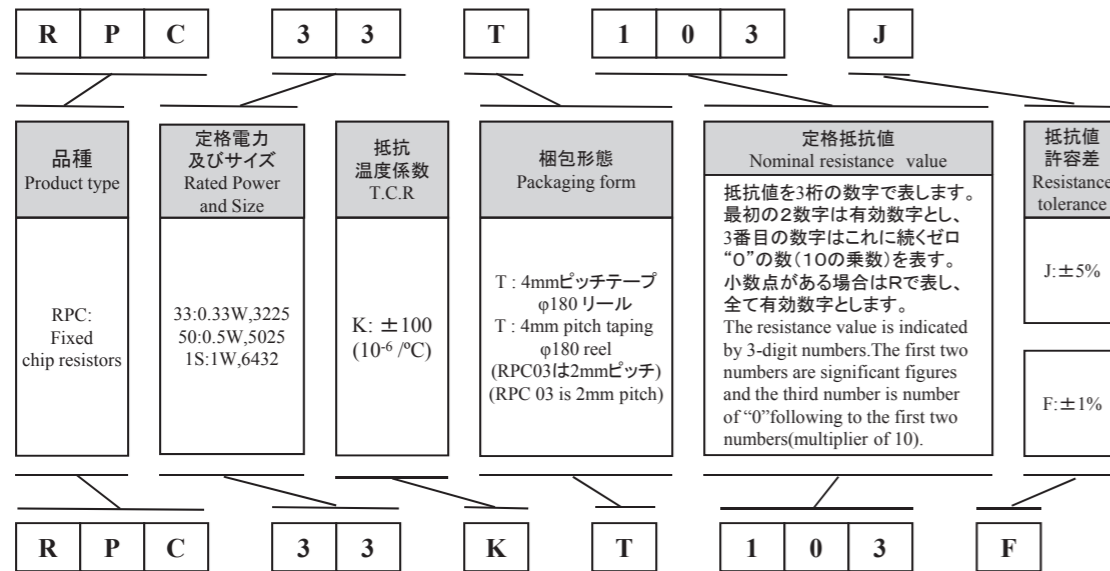 R P C 3 3 T 1 0 3 J
品種
Product type
RPC:
Fixed
chip resistors
定格電力
及びサイズ
Rated Power
and Size
33:0.33W,3225
50:0.5W,5025
1S:1W,6432
抵抗
温度係数
T.C.R
K: ±100
(10⁻⁶ /ºC)
梱包形態
Packaging form
T : 4mmピッチテープ
φ180 リール
T : 4mm pitch taping
φ180 reel
(RPC03は2mmピッチ)
(RPC 03 is 2mm pitch)
定格抵抗値
Nominal resistance value
抵抗値を3桁の数字で表します。
最初の2数字は有効数字とし、
3番目の数字はこれに続くゼロ
“0”の数(10の乗数)を表す。
小数点がある場合はRで表し、
全て有効数字とします。
The resistance value is indicated
by 3-digit numbers.The first two
numbers are significant figures
and the third number is number
of “0”following to the first two
numbers(multiplier of 10).
抵抗値
許容差
Resistance
tolerance
J:±5%
F:±1%
R P C 3 3 K T 1 0 3 F